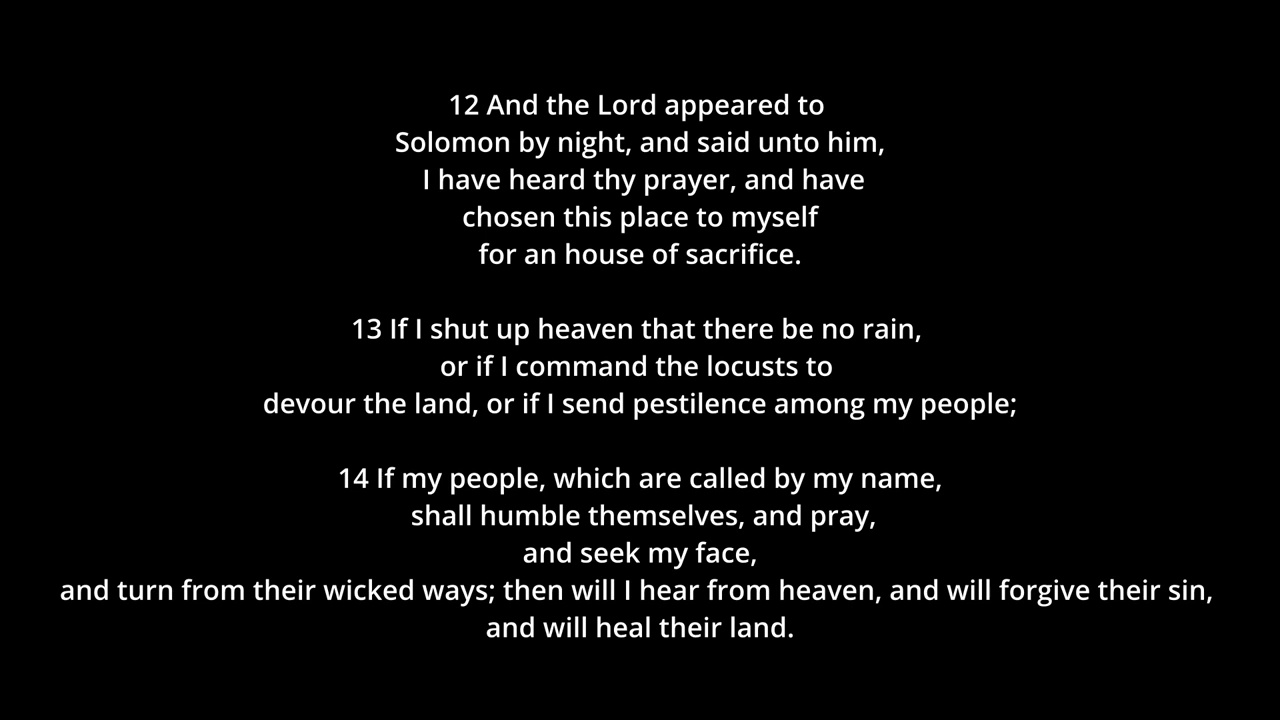 12 And the Lord appeared to
Solomon by night, and said unto him,
I have heard thy prayer, and have
chosen this place to myself
for an house of sacrifice.
13 If I shut up heaven that there be no rain,
or if I command the locusts to
devour the land, or if I send pestilence among my people;
14 If my people, which are called by my name,
shall humble themselves, and pray,
and seek my face,
and turn from their wicked ways; then will I hear from heaven, and will forgive their sin,
and will heal their land.